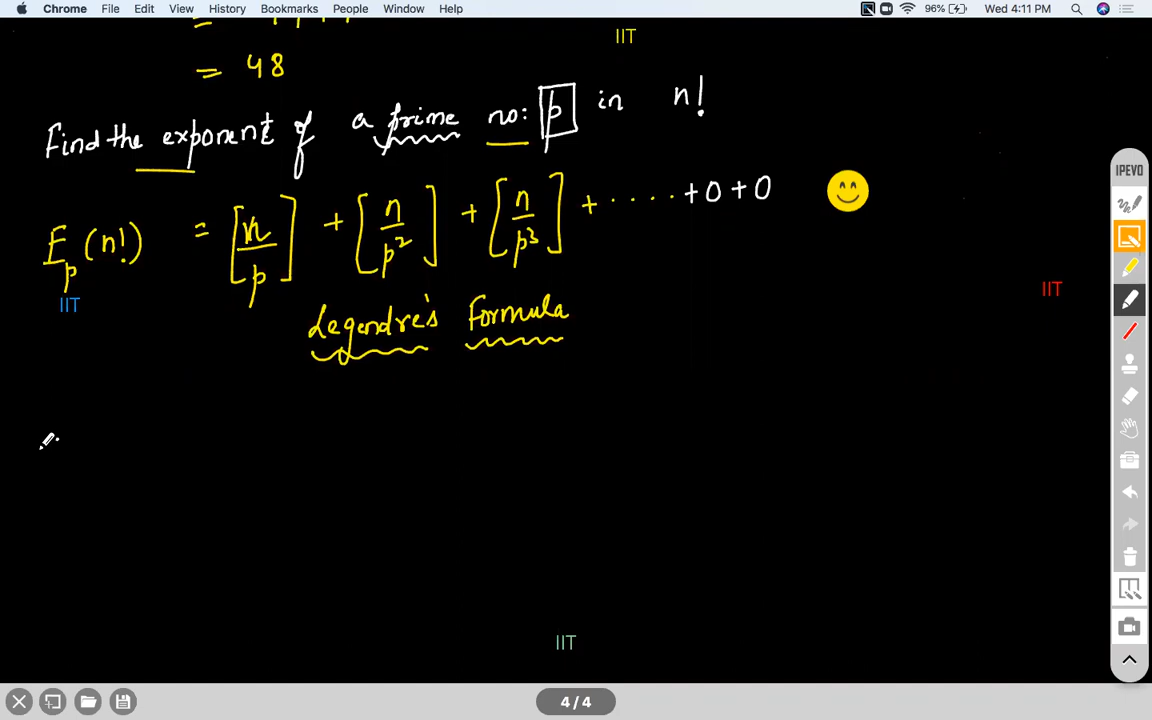 Chrome File Edit View History Bookmarks People Window Help 96% Wed 4:11 PM
IIT
= 48
Find the exponent of a prime no: p in n!
E_p (n!) = [n/p] + [n/p²] + [n/p³] + ..... + 0 + 0
IIT
IIT
Legendre's Formula
IIT
4 / 4
IPEVO